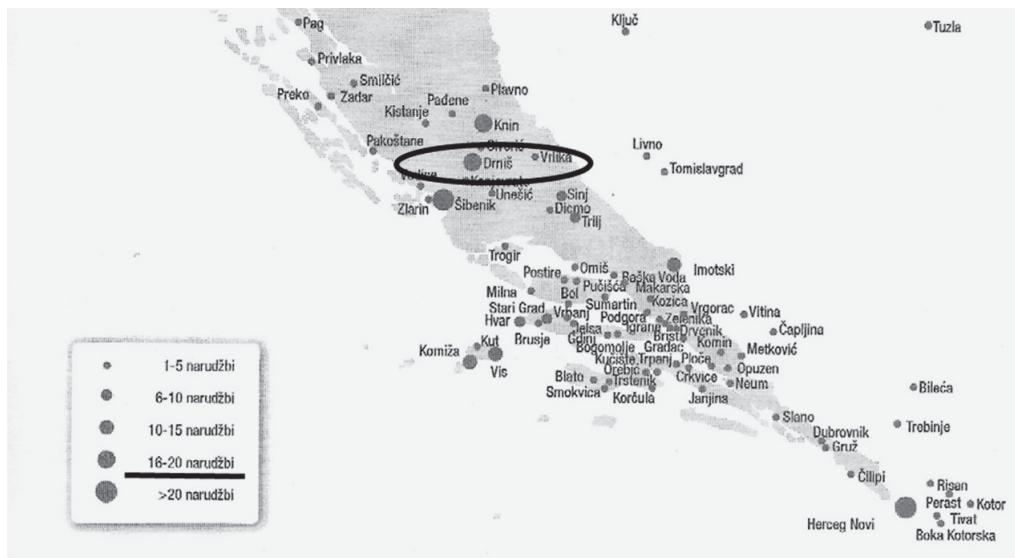 Pag
Ključ
Tuzla
Privlaka
Smilčić
Preko
Zadar
Plavno
Pađene
Kistanje
Knin
Pakoštane
Siverić
Drniš
Vrlika
Livno
Tomislavgrad
Unešić
Sinj
Zlarin
Šibenik
Dicmo
Trilj
Trogir
Imotski
Postire
Omiš
Baška Voda
Pučišća
Makarska
Milna
Bol
Sumartin
Kozica
Stari Grad
Vrbanj
Podgora
Zelenika
Vrgorac
Vitina
Hvar
Jelsa
Igrane
Drvenik
Čapljina
Brusje
Gdinj
Brist
Komin
Bogomolje
Gradac
Metković
Komiža
Kut
Kućište
Trpanj
Ploče
Vis
Orebić
Opuzen
Blato
Trstenik
Crkvice
Neum
Smokvica
Korčula
Janjina
Bileća
Slano
Trebinje
Dubrovnik
Gruž
Čilipi
Risan
Perast
Kotor
Herceg Novi
Tivat
Boka Kotorska
1-5 narudžbi
6-10 narudžbi
10-15 narudžbi
16-20 narudžbi
>20 narudžbi